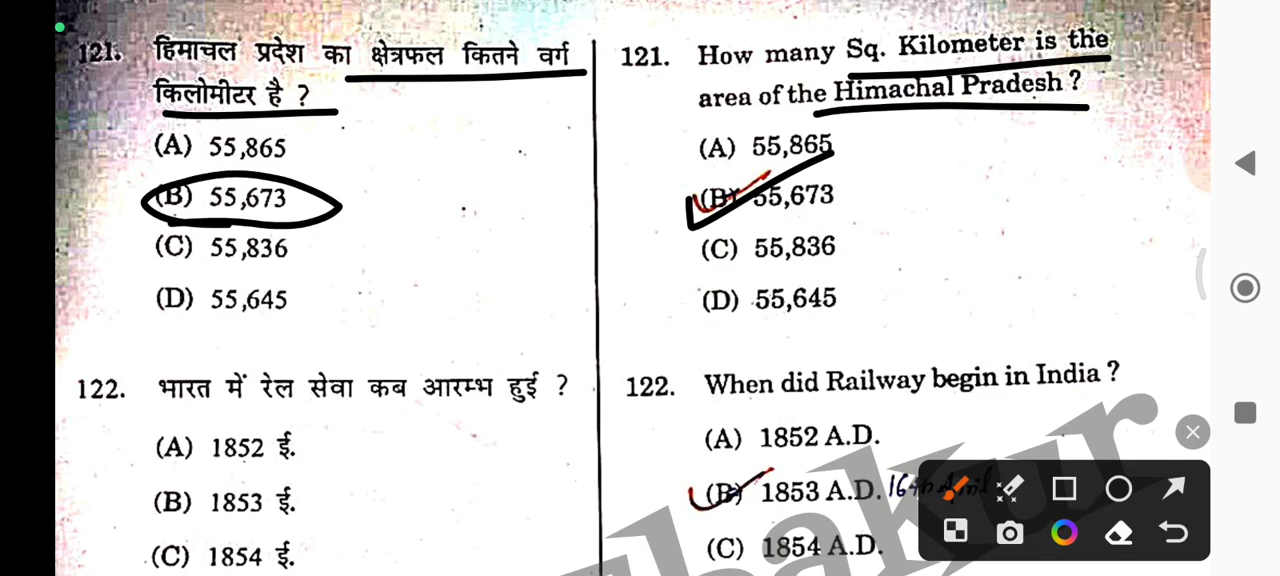 121. हिमाचल प्रदेश का क्षेत्रफल कितने वर्ग
किलोमीटर है ?
(A) 55,865
(B) 55,673
(C) 55,836
(D) 55,645
122. भारत में रेल सेवा कब आरम्भ हुई ?
(A) 1852 ई.
(B) 1853 ई.
(C) 1854 ई.
121. How many Sq. Kilometer is the
area of the Himachal Pradesh ?
(A) 55,865
(B) 55,673
(C) 55,836
(D) 55,645
122. When did Railway begin in India ?
(A) 1852 A.D.
(B) 1853 A.D. 16th April
(C) 1854 A.D.